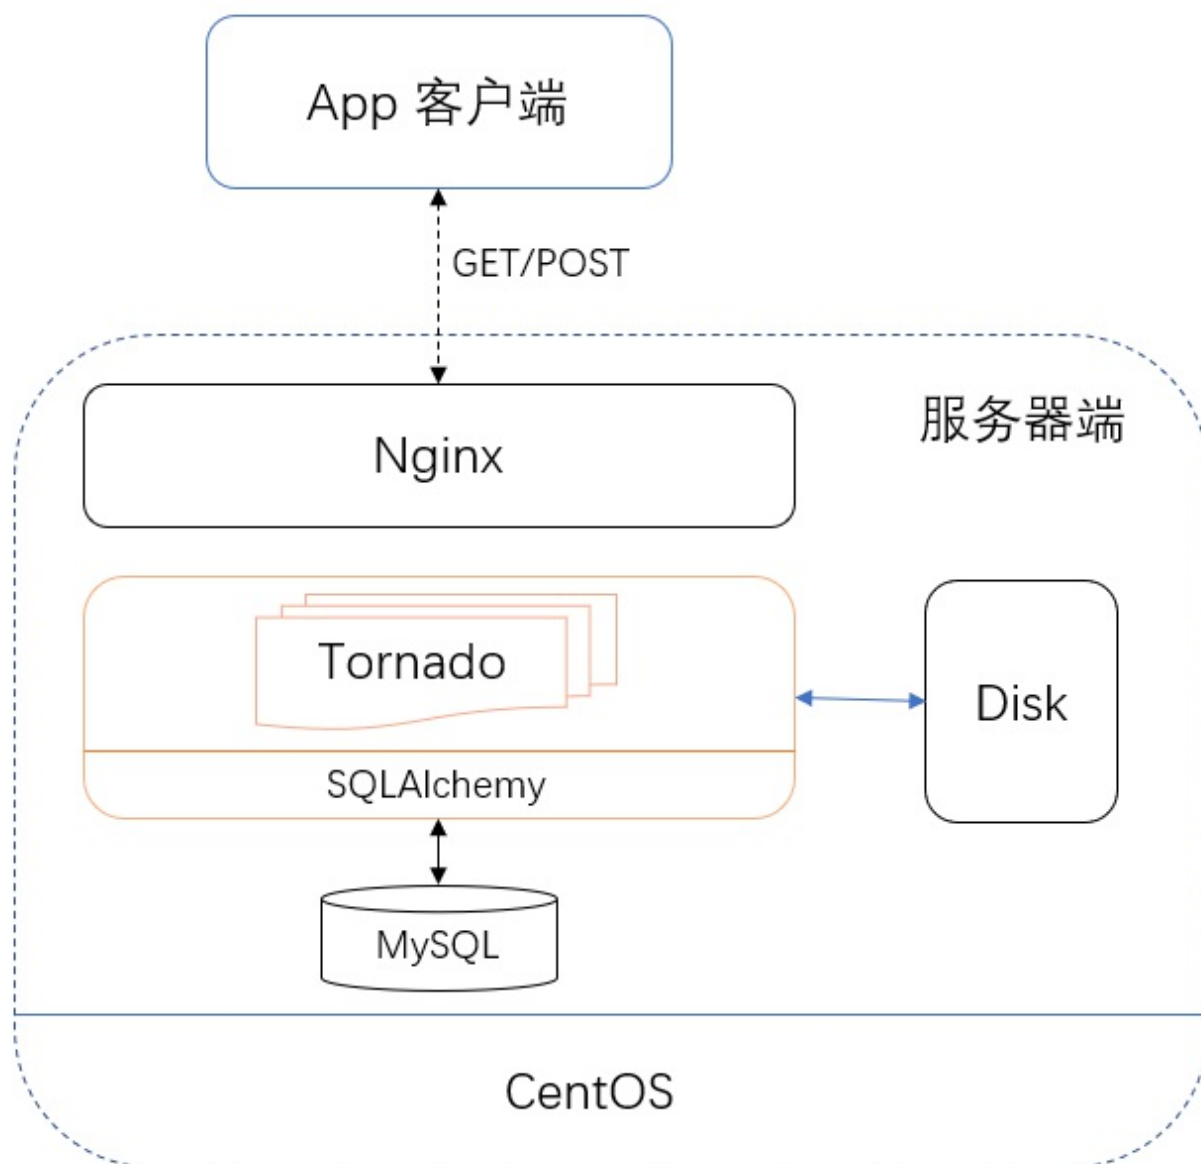 App 客户端
GET/POST
服务器端
Nginx
Tornado
Disk
SQLAlchemy
MySQL
CentOS